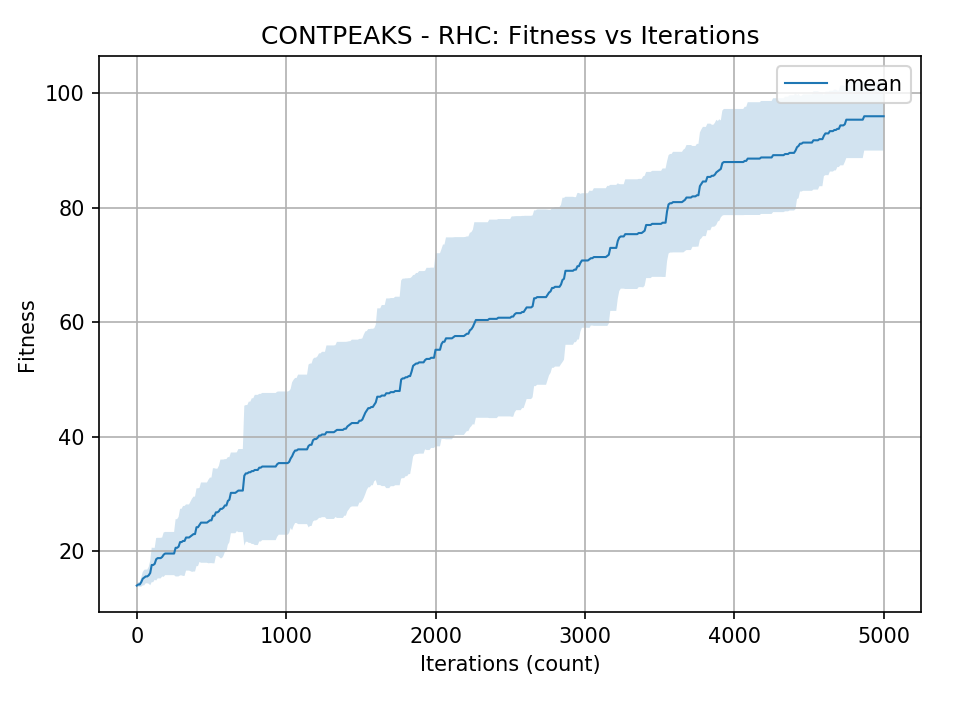 CONTPEAKS - RHC: Fitness vs Iterations
mean
Fitness
100
80
60
40
20
0 1000 2000 3000 4000 5000
Iterations (count)